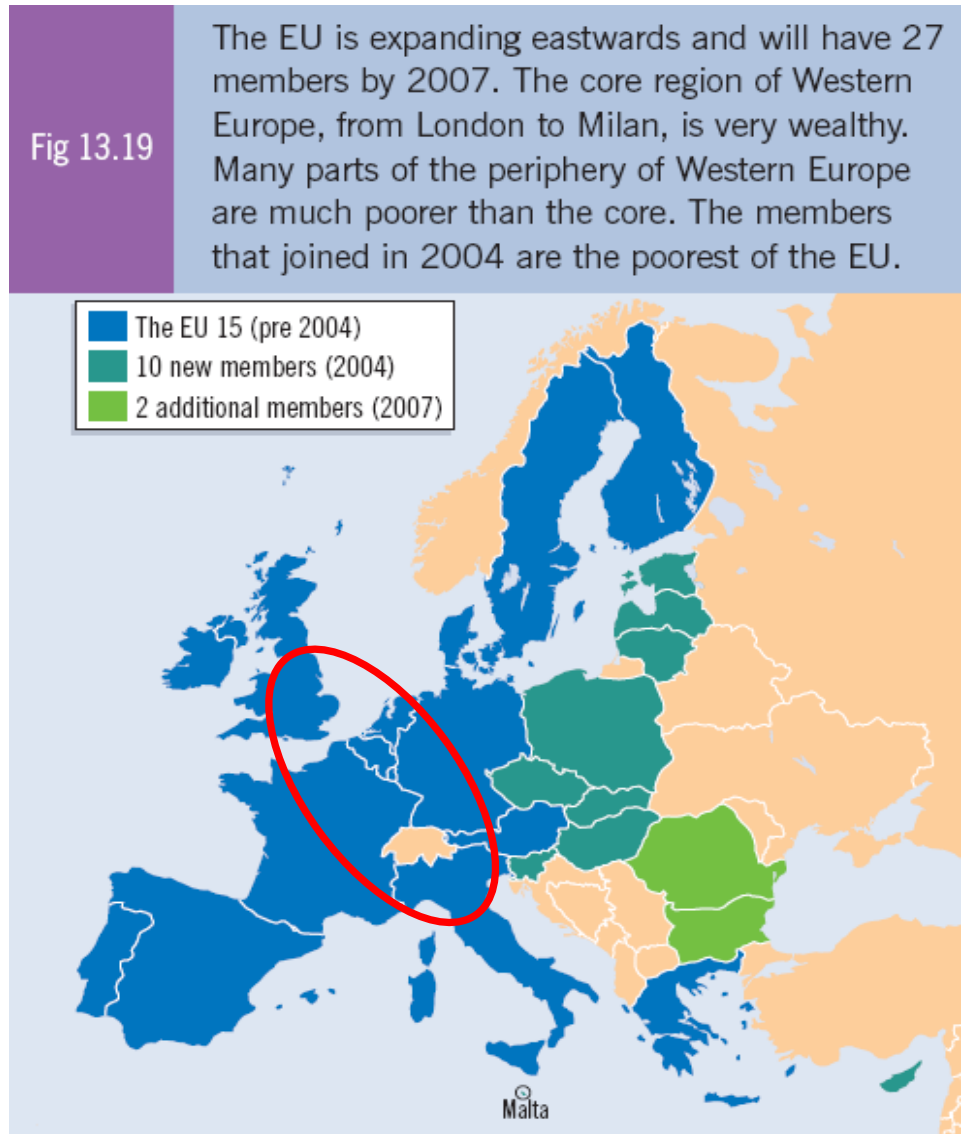 Fig 13.19
The EU is expanding eastwards and will have 27
members by 2007. The core region of Western
Europe, from London to Milan, is very wealthy.
Many parts of the periphery of Western Europe
are much poorer than the core. The members
that joined in 2004 are the poorest of the EU.
The EU 15 (pre 2004)
10 new members (2004)
2 additional members (2007)
Malta